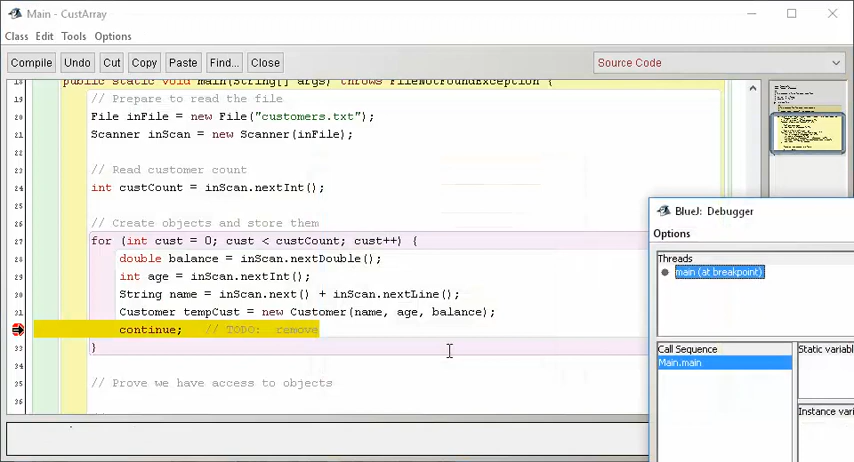 Main - CustArray
Class Edit Tools Options
Compile Undo Cut Copy Paste Find... Close
Source Code
public static void main(String[] args) throws FileNotFoundException {
19 // Prepare to read the file
20 File inFile = new File("customers.txt");
21 Scanner inScan = new Scanner(inFile);
22
23 // Read customer count
24 int custCount = inScan.nextInt();
25
26 // Create objects and store them
27 for (int cust = 0; cust < custCount; cust++) {
28 double balance = inScan.nextDouble();
29 int age = inScan.nextInt();
30 String name = inScan.next() + inScan.nextLine();
31 Customer tempCust = new Customer(name, age, balance);
continue; // TODO: remove
33 }
34
35 // Prove we have access to objects
36
BlueJ: Debugger
Options
Threads
main (at breakpoint)
Call Sequence
Main.main
Static variab
Instance vari